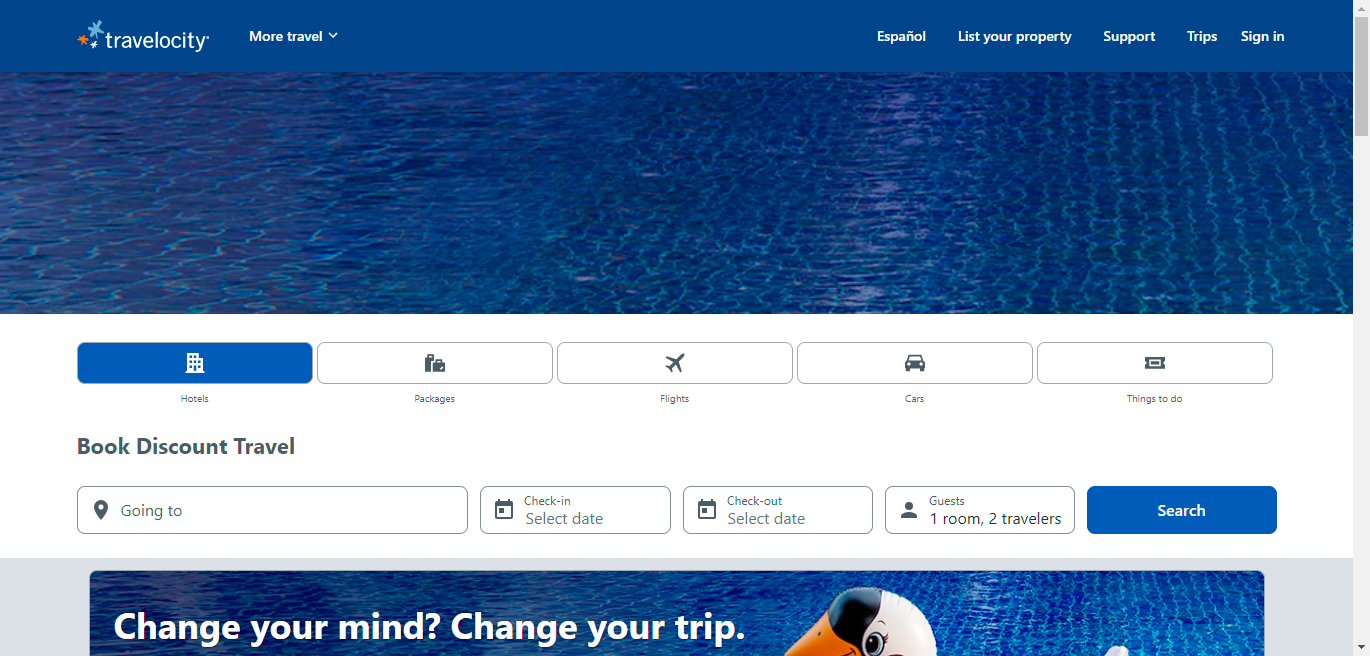 travelocity
More travel
Español
List your property
Support
Trips
Sign in
Hotels
Packages
Flights
Cars
Things to do
Book Discount Travel
Going to
Check-in
Select date
Check-out
Select date
Guests
1 room, 2 travelers
Search
Change your mind? Change your trip.